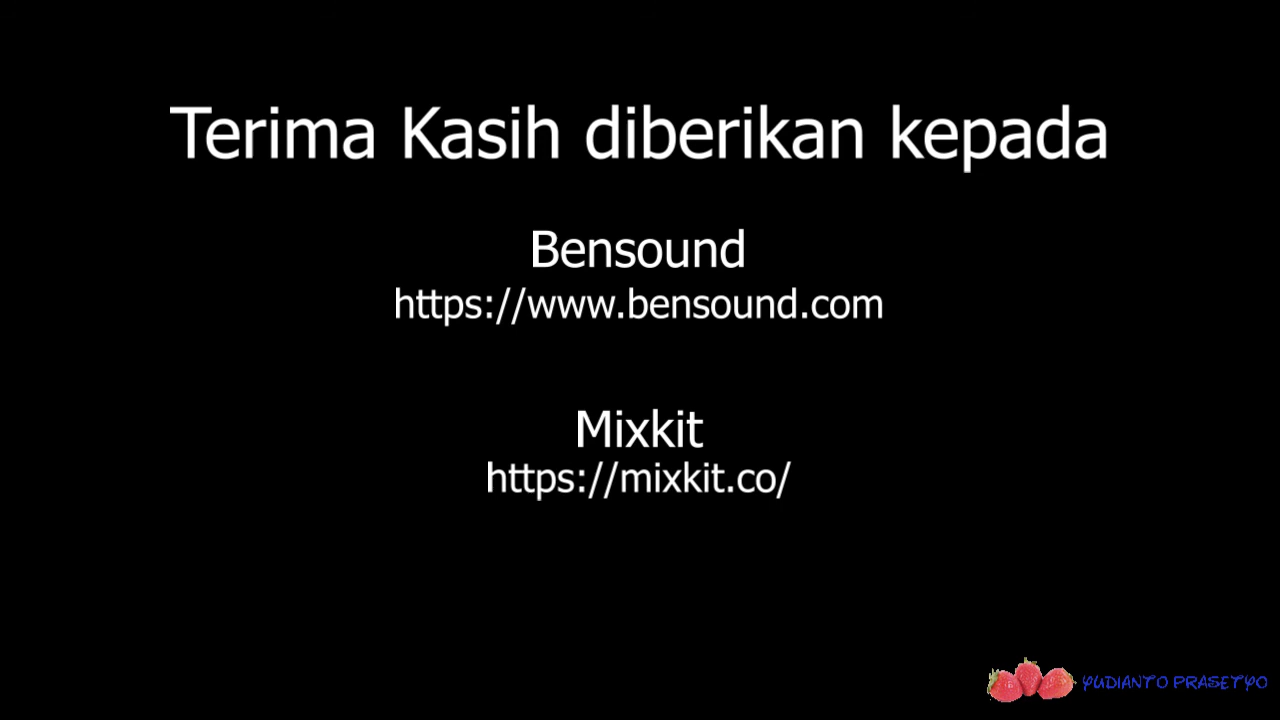 Terima Kasih diberikan kepada
Bensound
https://www.bensound.com
Mixkit
https://mixkit.co/
YUDIANTO PRASETYO